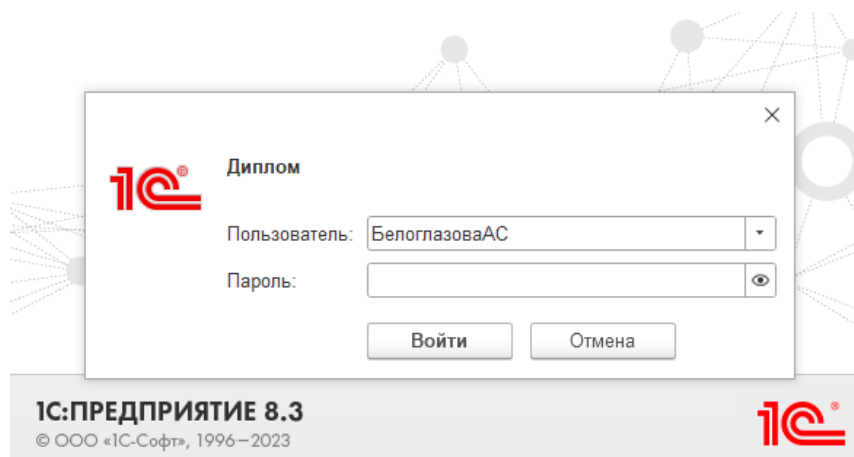 1С®
Диплом
Пользователь: БелоглазоваАС
Пароль:
Войти Отмена
1С:ПРЕДПРИЯТИЕ 8.3
© ООО «1С-Софт», 1996–2023
1С®